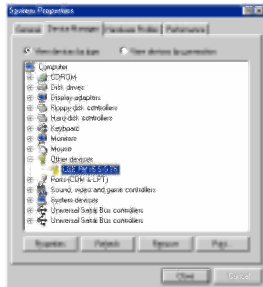 System Properties
General Device Manager Hardware Profiles Performance
View devices by type View devices by connection
Computer
CDROM
Disk drives
Display adapters
Floppy disk controllers
Hard disk controllers
Keyboard
Monitors
Mouse
Other devices
Ports (COM & LPT)
Sound, video and game controllers
System devices
Universal Serial Bus controllers
Universal Serial Bus controllers
Properties Refresh Remove Print...
Close Cancel